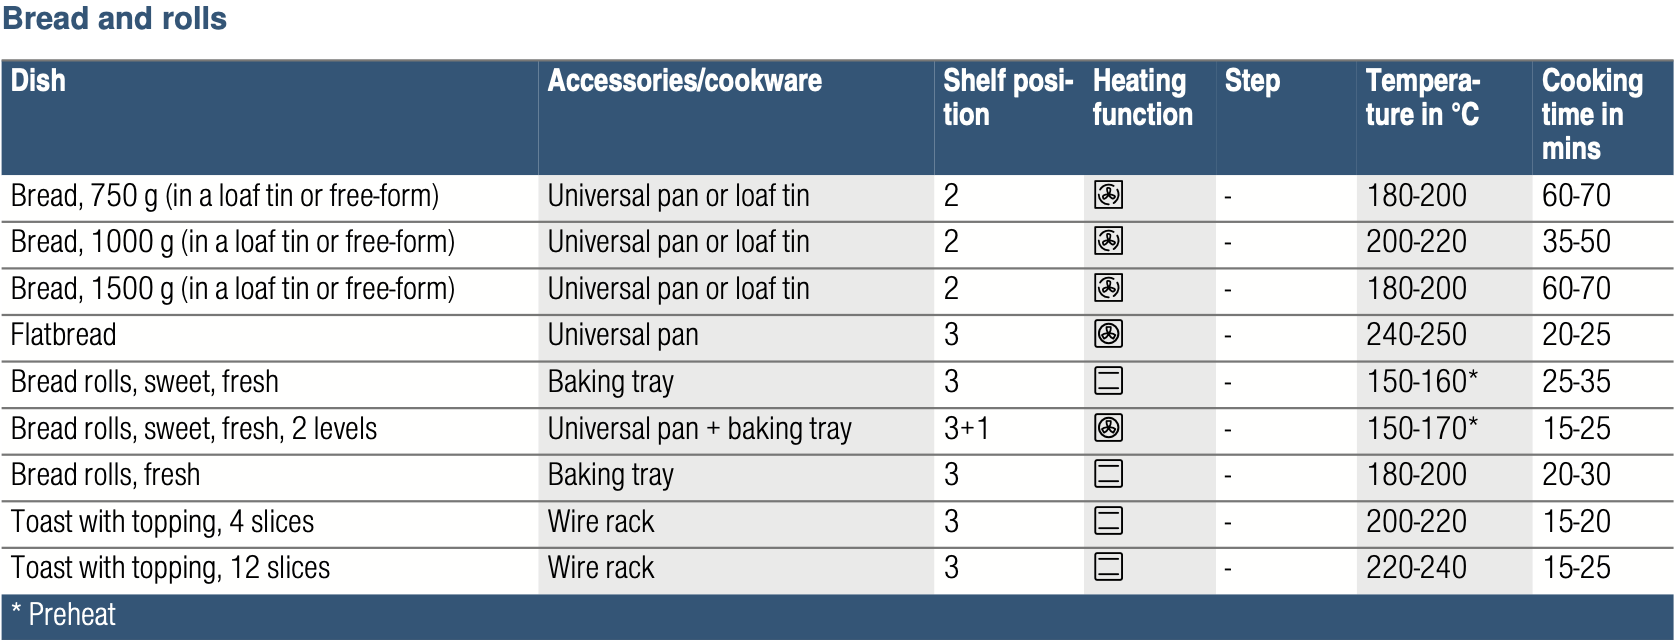 Bread and rolls
Dish Accessories/cookware Shelf posi- Heating Step Tempera- Cooking
tion function ture in °C time in
mins
Bread, 750 g (in a loaf tin or free-form) Universal pan or loaf tin 2 - 180-200 60-70
Bread, 1000 g (in a loaf tin or free-form) Universal pan or loaf tin 2 - 200-220 35-50
Bread, 1500 g (in a loaf tin or free-form) Universal pan or loaf tin 2 - 180-200 60-70
Flatbread Universal pan 3 - 240-250 20-25
Bread rolls, sweet, fresh Baking tray 3 - 150-160* 25-35
Bread rolls, sweet, fresh, 2 levels Universal pan + baking tray 3+1 - 150-170* 15-25
Bread rolls, fresh Baking tray 3 - 180-200 20-30
Toast with topping, 4 slices Wire rack 3 - 200-220 15-20
Toast with topping, 12 slices Wire rack 3 - 220-240 15-25
* Preheat